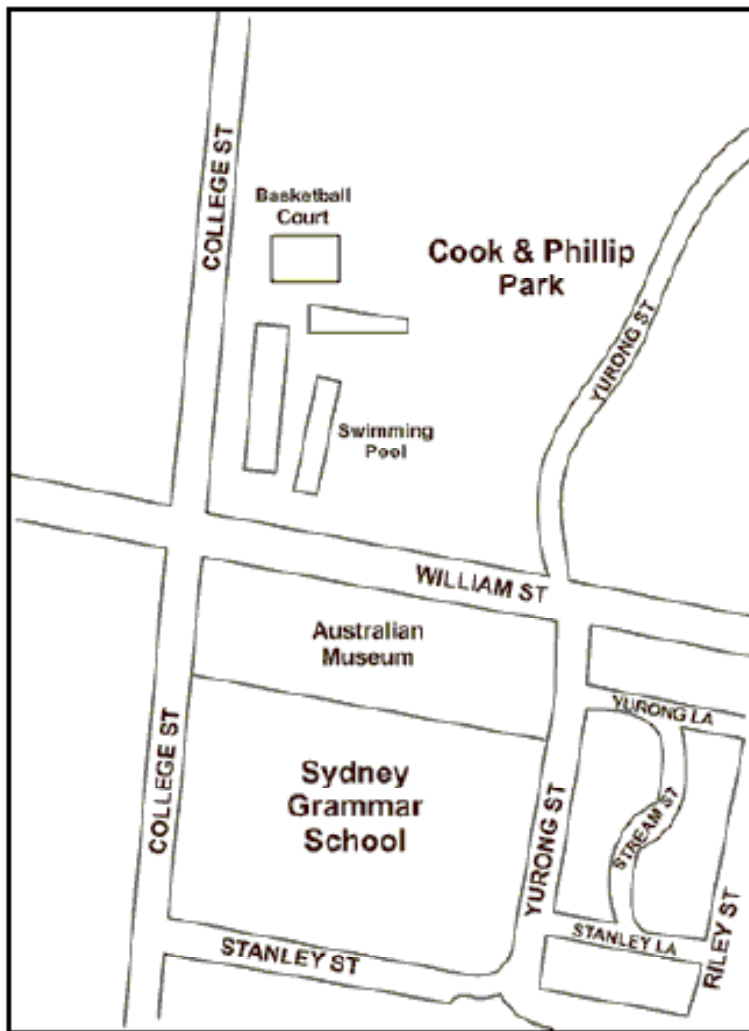 COLLEGE ST
Basketball
Court
Cook & Phillip
Park
YURONG ST
Swimming
Pool
WILLIAM ST
Australian
Museum
YURONG LA
COLLEGE ST
Sydney
Grammar
School
YURONG ST
STREAM ST
RILEY ST
STANLEY ST
STANLEY LA